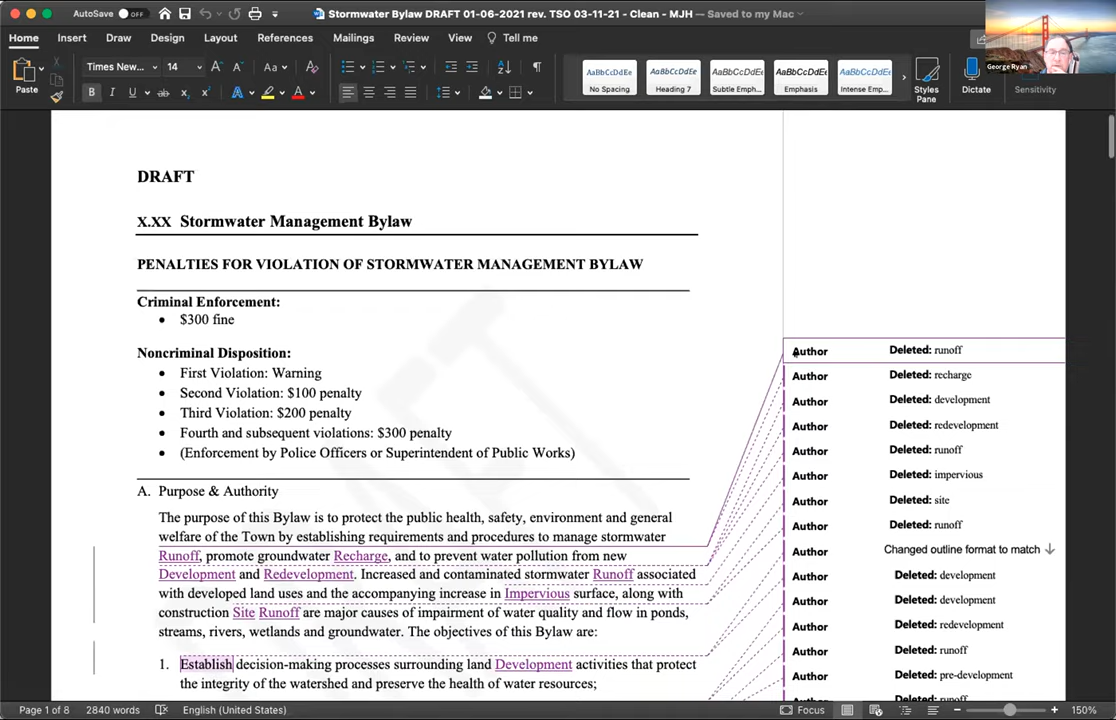 AutoSave OFF
Stormwater Bylaw DRAFT 01-06-2021 rev. TSO 03-11-21 - Clean - MJH — Saved to my Mac
Home Insert Draw Design Layout References Mailings Review View Tell me
George Ryan
Paste
Times New... 14
Aa
B I U ab x x A A
AaBbCcDdEe AaBbCcDdEe AaBbCcDdEe AaBbCcDdEe AaBbCcDdEe
No Spacing Heading 7 Subtle Emph... Emphasis Intense Emp...
Styles Pane
Dictate
Sensitivity
DRAFT
X.XX Stormwater Management Bylaw
PENALTIES FOR VIOLATION OF STORMWATER MANAGEMENT BYLAW
Criminal Enforcement:
• $300 fine
Noncriminal Disposition:
• First Violation: Warning
• Second Violation: $100 penalty
• Third Violation: $200 penalty
• Fourth and subsequent violations: $300 penalty
• (Enforcement by Police Officers or Superintendent of Public Works)
A. Purpose & Authority
The purpose of this Bylaw is to protect the public health, safety, environment and general
welfare of the Town by establishing requirements and procedures to manage stormwater
Runoff, promote groundwater Recharge, and to prevent water pollution from new
Development and Redevelopment. Increased and contaminated stormwater Runoff associated
with developed land uses and the accompanying increase in Impervious surface, along with
construction Site Runoff are major causes of impairment of water quality and flow in ponds,
streams, rivers, wetlands and groundwater. The objectives of this Bylaw are:
1. Establish decision-making processes surrounding land Development activities that protect
the integrity of the watershed and preserve the health of water resources;
Author Deleted: runoff
Author Deleted: recharge
Author Deleted: development
Author Deleted: redevelopment
Author Deleted: runoff
Author Deleted: impervious
Author Deleted: site
Author Deleted: runoff
Author Changed outline format to match
Author Deleted: development
Author Deleted: development
Author Deleted: redevelopment
Author Deleted: runoff
Author Deleted: pre-development
Author Deleted: runoff
Page 1 of 8 2840 words English (United States) Focus 150%